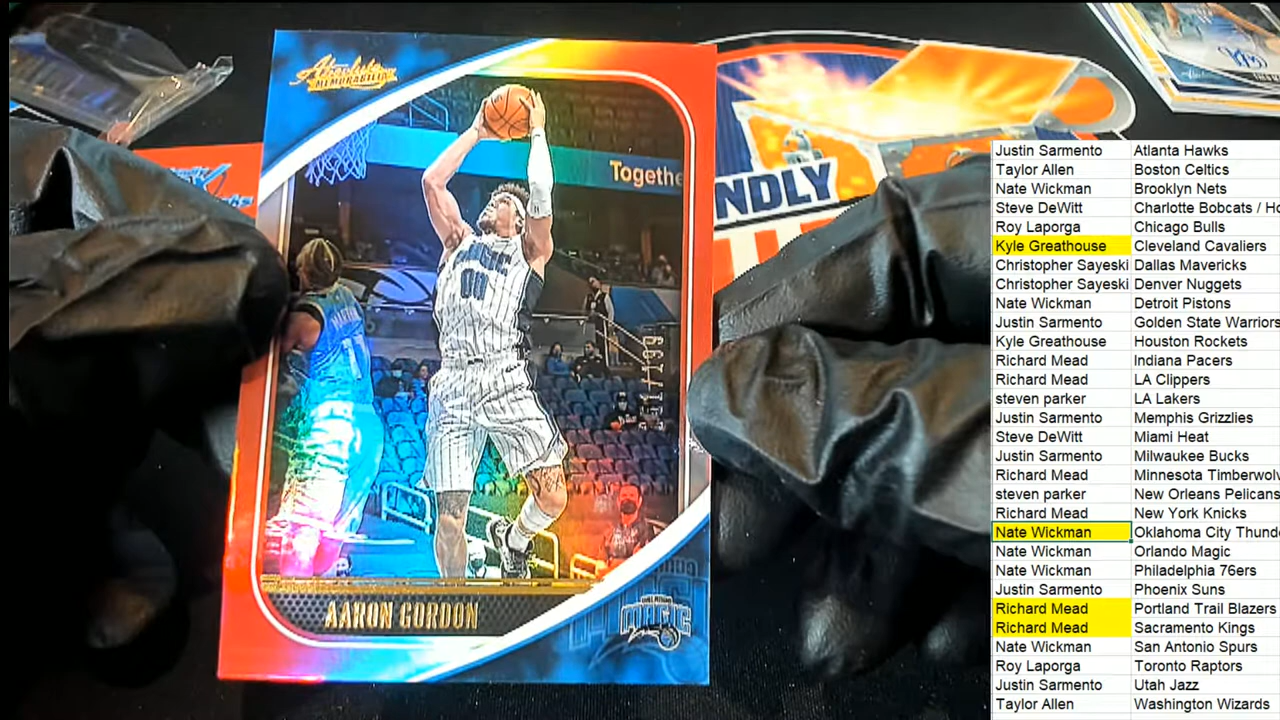 Absolute
MEMORABILIA
Togethe
NDLY
00
/199
AARON GORDON
MAGIC
Justin Sarmento Atlanta Hawks
Taylor Allen Boston Celtics
Nate Wickman Brooklyn Nets
Steve DeWitt Charlotte Bobcats / Ho
Roy Laporga Chicago Bulls
Kyle Greathouse Cleveland Cavaliers
Christopher Sayeski Dallas Mavericks
Christopher Sayeski Denver Nuggets
Nate Wickman Detroit Pistons
Justin Sarmento Golden State Warriors
Kyle Greathouse Houston Rockets
Richard Mead Indiana Pacers
Richard Mead LA Clippers
steven parker LA Lakers
Justin Sarmento Memphis Grizzlies
Steve DeWitt Miami Heat
Justin Sarmento Milwaukee Bucks
Richard Mead Minnesota Timberwolv
steven parker New Orleans Pelicans
Richard Mead New York Knicks
Nate Wickman Oklahoma City Thunde
Nate Wickman Orlando Magic
Nate Wickman Philadelphia 76ers
Justin Sarmento Phoenix Suns
Richard Mead Portland Trail Blazers
Richard Mead Sacramento Kings
Nate Wickman San Antonio Spurs
Roy Laporga Toronto Raptors
Justin Sarmento Utah Jazz
Taylor Allen Washington Wizards